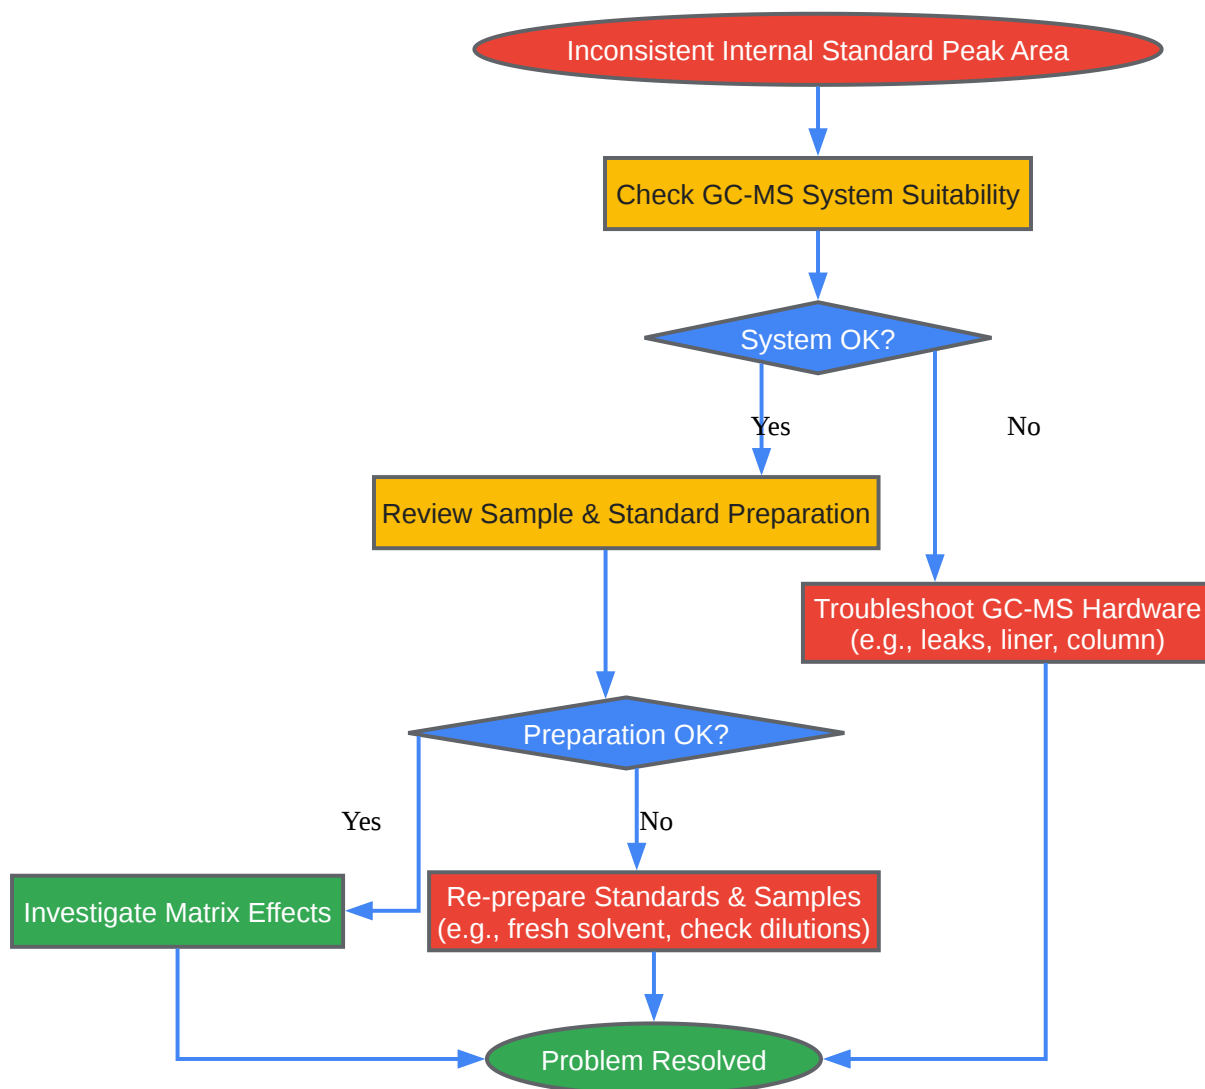 Inconsistent Internal Standard Peak Area
Check GC-MS System Suitability
System OK?
Yes
No
Review Sample & Standard Preparation
Troubleshoot GC-MS Hardware
(e.g., leaks, liner, column)
Preparation OK?
Yes
No
Investigate Matrix Effects
Re-prepare Standards & Samples
(e.g., fresh solvent, check dilutions)
Problem Resolved